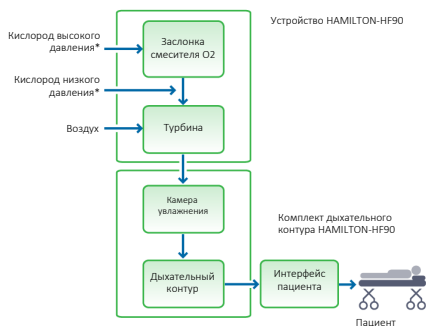 Устройство HAMILTON-HF90
Кислород высокого
давления*
Заслонка
смесителя O2
Кислород низкого
давления*
Воздух
Турбина
Камера
увлажнения
Комплект дыхательного
контура HAMILTON-HF90
Дыхательный
контур
Интерфейс
пациента
Пациент